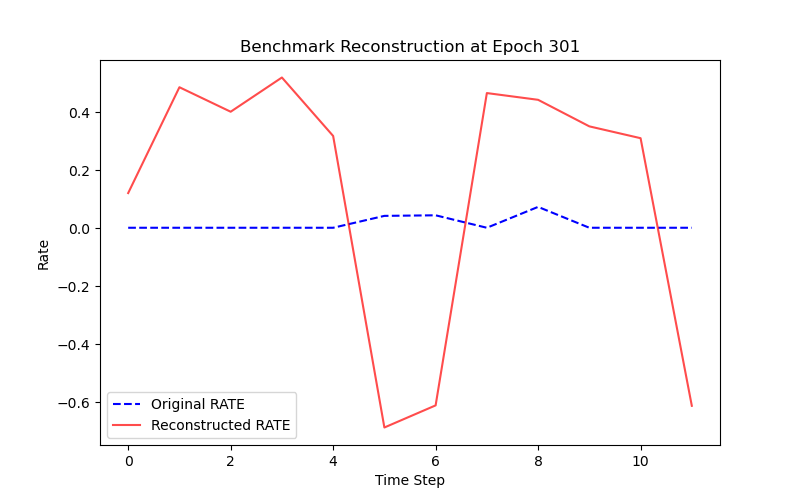 Benchmark Reconstruction at Epoch 301
Rate
0.4
0.2
0.0
−0.2
−0.4
−0.6
Original RATE
Reconstructed RATE
0 2 4 6 8 10
Time Step